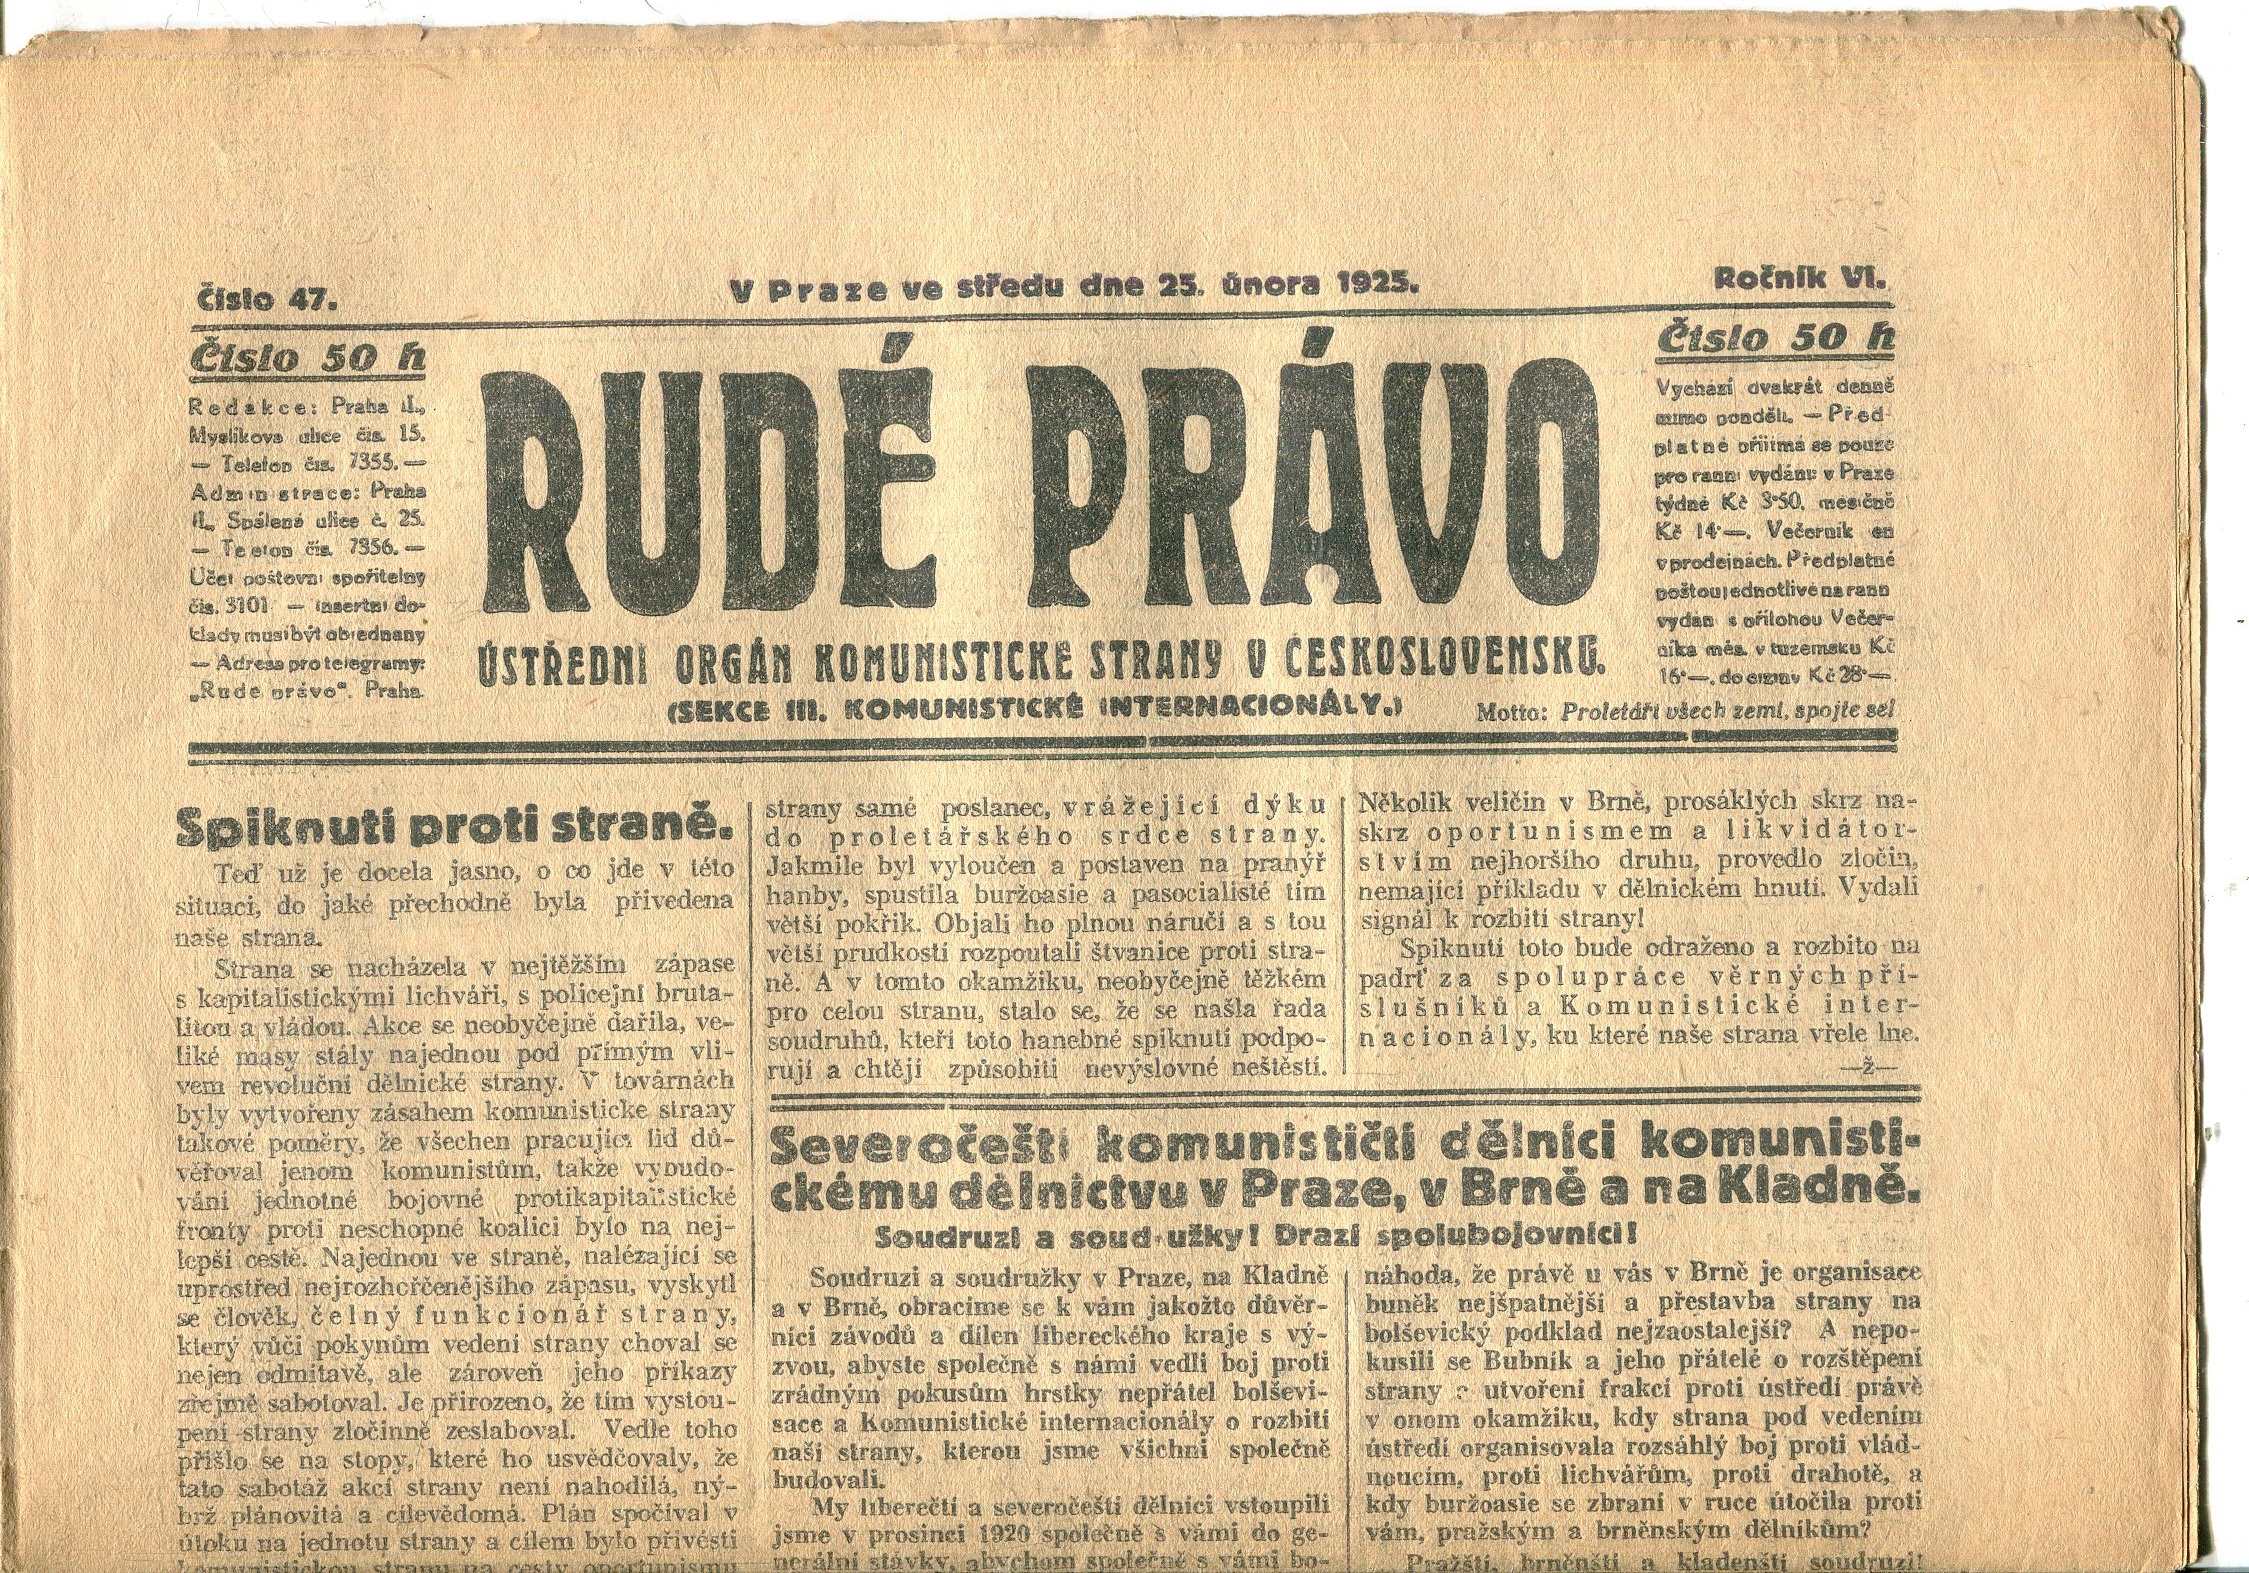 Číslo 47.
V Praze ve středu dne 25. února 1925.
Ročník VI.
Číslo 50 h
Redakce: Praha II.,
Myslíkova ulice čís. 15.
— Telefon čís. 7355. —
Administrace: Praha
II., Spálená ulice č. 25.
— Telefon čís. 7356. —
Účet poštovní spořitelny
čís. 3101 — Insertní do-
klady musí být objednány
— Adresa pro telegramy:
„Rudé právo“. Praha.
RUDÉ PRÁVO
ÚSTŘEDNÍ ORGÁN KOMUNISTICKÉ STRANY V ČESKOSLOVENSKU.
(SEKCE III. KOMUNISTICKÉ INTERNACIONÁLY.)
Motto: Proletáři všech zemí, spojte se!
Číslo 50 h
Vychází dvakrát denně
mimo pondělí. — Před-
platné přijímá se pouze
pro ranní vydání: v Praze
týdně Kč 3·50, měsíčně
Kč 14·—. Večerník en
v prodejnách. Předplatné
poštou jednotlivé na rann
vydán s přílohou Večer-
níka měs. v tuzemsku Kč
16·—, do ciziny Kč 28·—.
Spiknutí proti straně.
Teď už je docela jasno, o co jde v této
situaci, do jaké přechodně byla přivedena
naše strana.
Strana se nacházela v nejtěžším zápase
s kapitalistickými lichváři, s policejní bruta-
litou a vládou. Akce se neobyčejně dařila, ve-
liké masy stály najednou pod přímým vli-
vem revoluční dělnické strany. V továrnách
byly vytvořeny zásahem komunistické strany
takové poměry, že všechen pracující lid dů-
věřoval jenom komunistům, takže vybudo-
vání jednotné bojovné protikapitalistické
fronty proti neschopné koalici bylo na nej-
lepší cestě. Najednou ve straně, nalézající se
uprostřed nejrozhořčenějšího zápasu, vyskytl
se člověk, čelný funkcionář strany,
který vůči pokynům vedení strany choval se
nejen odmítavě, ale zároveň jeho příkazy
zřejmě sabotoval. Je přirozeno, že tím vystou-
pení strany zločinně zeslaboval. Vedle toho
přišlo se na stopy, které ho usvědčovaly, že
tato sabotáž akcí strany není nahodilá, ný-
brž plánovitá a cílevědomá. Plán spočíval v
útoku na jednotu strany a cílem bylo přivésti
komunistickou stranu na cesty oportunismu
strany samé poslanec, vrážející dýku
do proletářského srdce strany.
Jakmile byl vyloučen a postaven na pranýř
hanby, spustila buržoasie a pasocialisté tím
větší pokřik. Objali ho plnou náručí a s tou
větší prudkostí rozpoutali štvanice proti stra-
ně. A v tomto okamžiku, neobyčejně těžkém
pro celou stranu, stalo se, že se našla řada
soudruhů, kteří toto hanebné spiknutí podpo-
rují a chtějí způsobiti nevýslovné neštěstí.
Několik veličin v Brně, prosáklých skrz na-
skrz oportunismem a likvidátor-
stvím nejhoršího druhu, provedlo zločin,
nemající příkladu v dělnickém hnutí. Vydali
signál k rozbití strany!
Spiknutí toto bude odraženo a rozbito na
padrť za spolupráce věrných pří-
slušníků a Komunistické inter-
nacionály, ku které naše strana vřele lne.
—ž—
Severočeští komunističtí dělníci komunisti-
ckému dělnictvu v Praze, v Brně a na Kladně.
Soudruzi a soudružky! Drazí spolubojovníci!
Soudruzi a soudružky v Praze, na Kladně
a v Brně, obracíme se k vám jakožto důvěr-
níci závodů a dílen libereckého kraje s vý-
zvou, abyste společně s námi vedli boj proti
zrádným pokusům hrstky nepřátel bolševi-
sace a Komunistické internacionály o rozbití
naší strany, kterou jsme všichni společně
budovali.
My liberečtí a severočeští dělníci vstoupili
jsme v prosinci 1920 společně s vámi do ge-
nerální stávky, abychom společně s vámi bo-
náhoda, že právě u vás v Brně je organisace
buněk nejšpatnější a přestavba strany na
bolševický podklad nejzaostalejší? A nepo-
kusili se Bubník a jeho přátelé o rozštěpení
strany a utvoření frakcí proti ústředí právě
v onom okamžiku, kdy strana pod vedením
ústředí organisovala rozsáhlý boj proti vlád-
noucím, proti lichvářům, proti drahotě, a
kdy buržoasie se zbraní v ruce útočila proti
vám, pražským a brněnským dělníkům?
Pražští, brněnští a kladenští soudruzi!